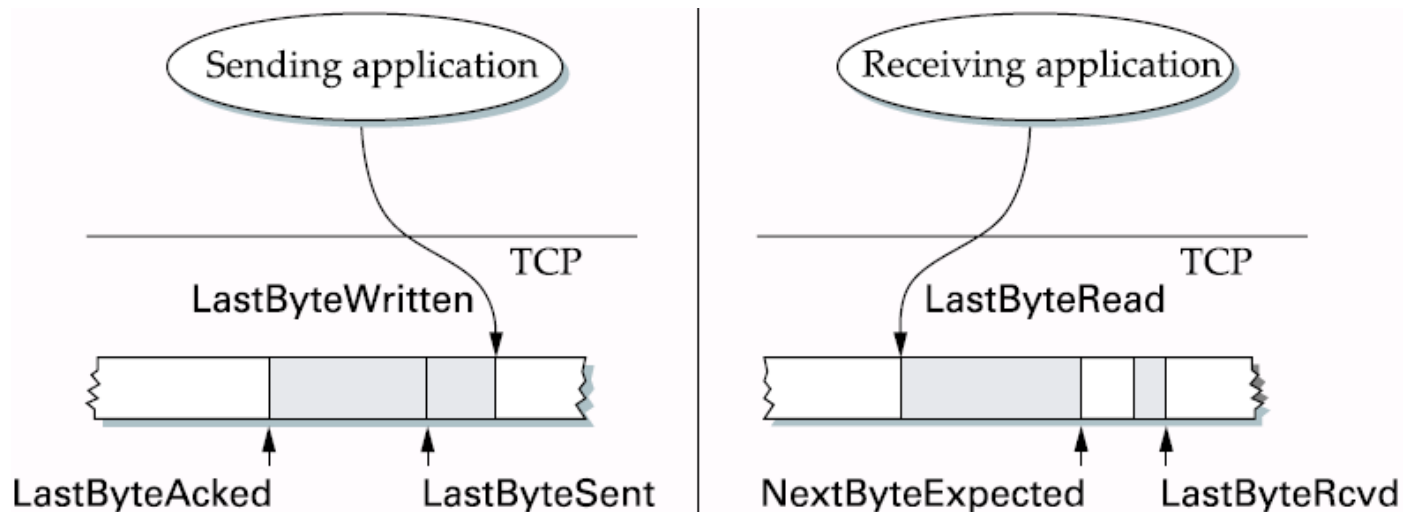 Sending application
TCP
LastByteWritten
LastByteAcked
LastByteSent
Receiving application
TCP
LastByteRead
NextByteExpected
LastByteRcvd